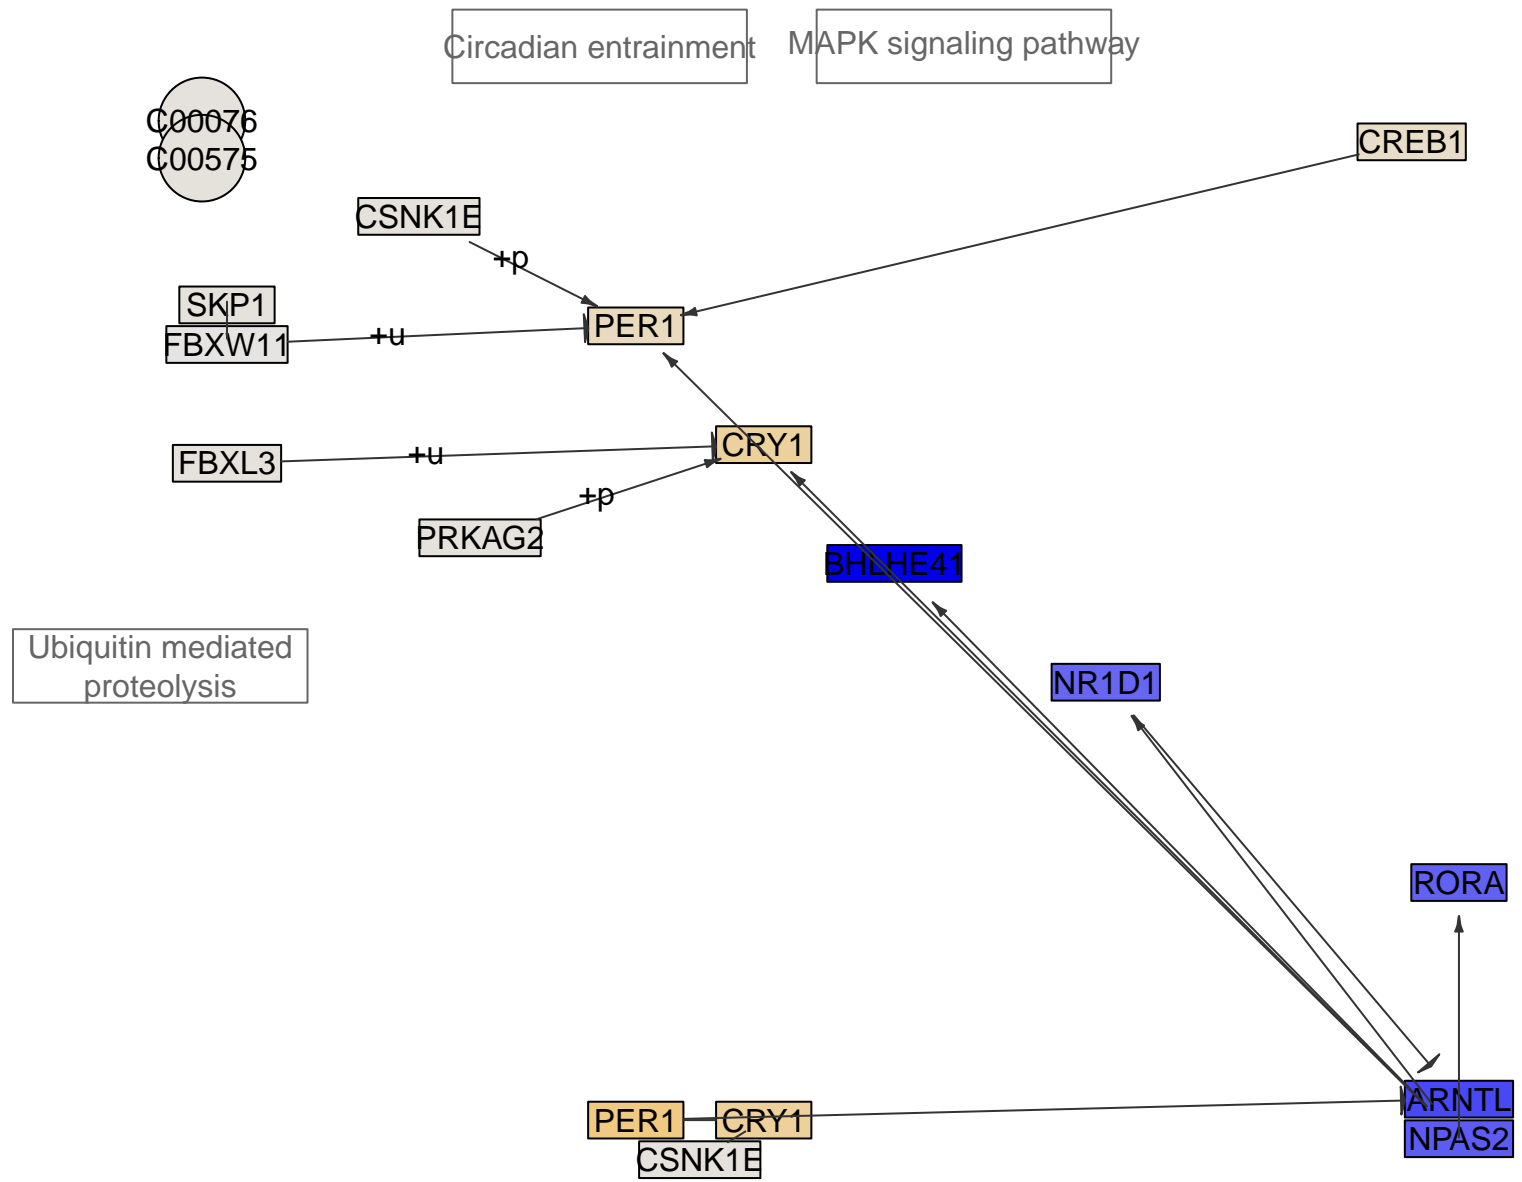 Circadian entrainment
MAPK signaling pathway
C00076
C00575
CREB1
CSNK1E
+p
SKP1
PER1
FBXW11
+u
CRY1
FBXL3
+u
+p
PRKAG2
BHLHE41
Ubiquitin mediated
proteolysis
NR1D1
RORA
ARNTL
PER1
CRY1
NPAS2
CSNK1E